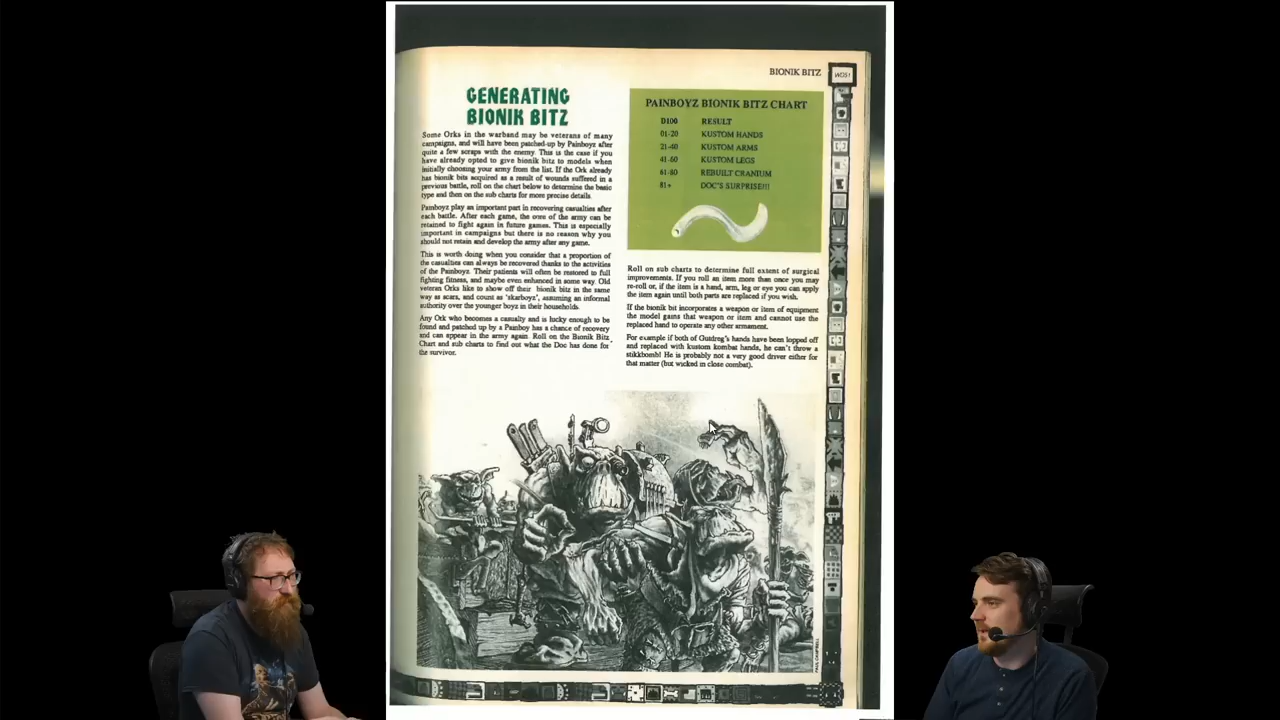 BIONIK BITZ
GENERATING
BIONIK BITZ
Some Orks in the warband may be veterans of many
campaigns, and will have been patched-up by Painboyz after
quite a few scraps with the enemy. This is the case if you
have already opted to give bionik bitz to models when
initially choosing your army from the list. If the Ork already
has bionik bits acquired as a result of wounds suffered in a
previous battle, roll on the chart below to determine the basic
type and then on the sub charts for more precise details.
Painboyz play an important part in recovering casualties after
each battle. After each game, the core of the army can be
retained to fight again in future games. This is especially
important in campaigns but there is no reason why you
should not retain and develop the army after any game.
This is worth doing when you consider that a proportion of
the casualties can always be recovered thanks to the activities
of the Painboyz. Their patients will often be restored to full
fighting fitness, and maybe even enhanced in some way. Old
veteran Orks like to show off their bionik bitz in the same
way as scars, and count as 'skarboyz', assuming an informal
authority over the younger boyz in their households.
Any Ork who becomes a casualty and is lucky enough to be
found and patched up by a Painboy has a chance of recovery
and can appear in the army again. Roll on the Bionik Bitz
Chart and sub charts to find out what the Doc has done for
the survivor.
PAINBOYZ BIONIK BITZ CHART
D100 RESULT
01-20 KUSTOM HANDS
21-40 KUSTOM ARMS
41-60 KUSTOM LEGS
61-80 REBUILT CRANIUM
81+ DOC'S SURPRISE!!!
Roll on sub charts to determine full extent of surgical
improvements. If you roll an item more than once you may
re-roll or, if the item is a hand, arm, leg or eye you can apply
the item again until both parts are replaced if you wish.
If the bionik bit incorporates a weapon or item of equipment
the model gains that weapon or item and cannot use the
replaced hand to operate any other armament.
For example if both of Gutdreg's hands have been lopped off
and replaced with kustom kombat hands, he can't throw a
stikkbomb! He is probably not a very good driver either for
that matter (but wicked in close combat).
PAUL CAMPBELL